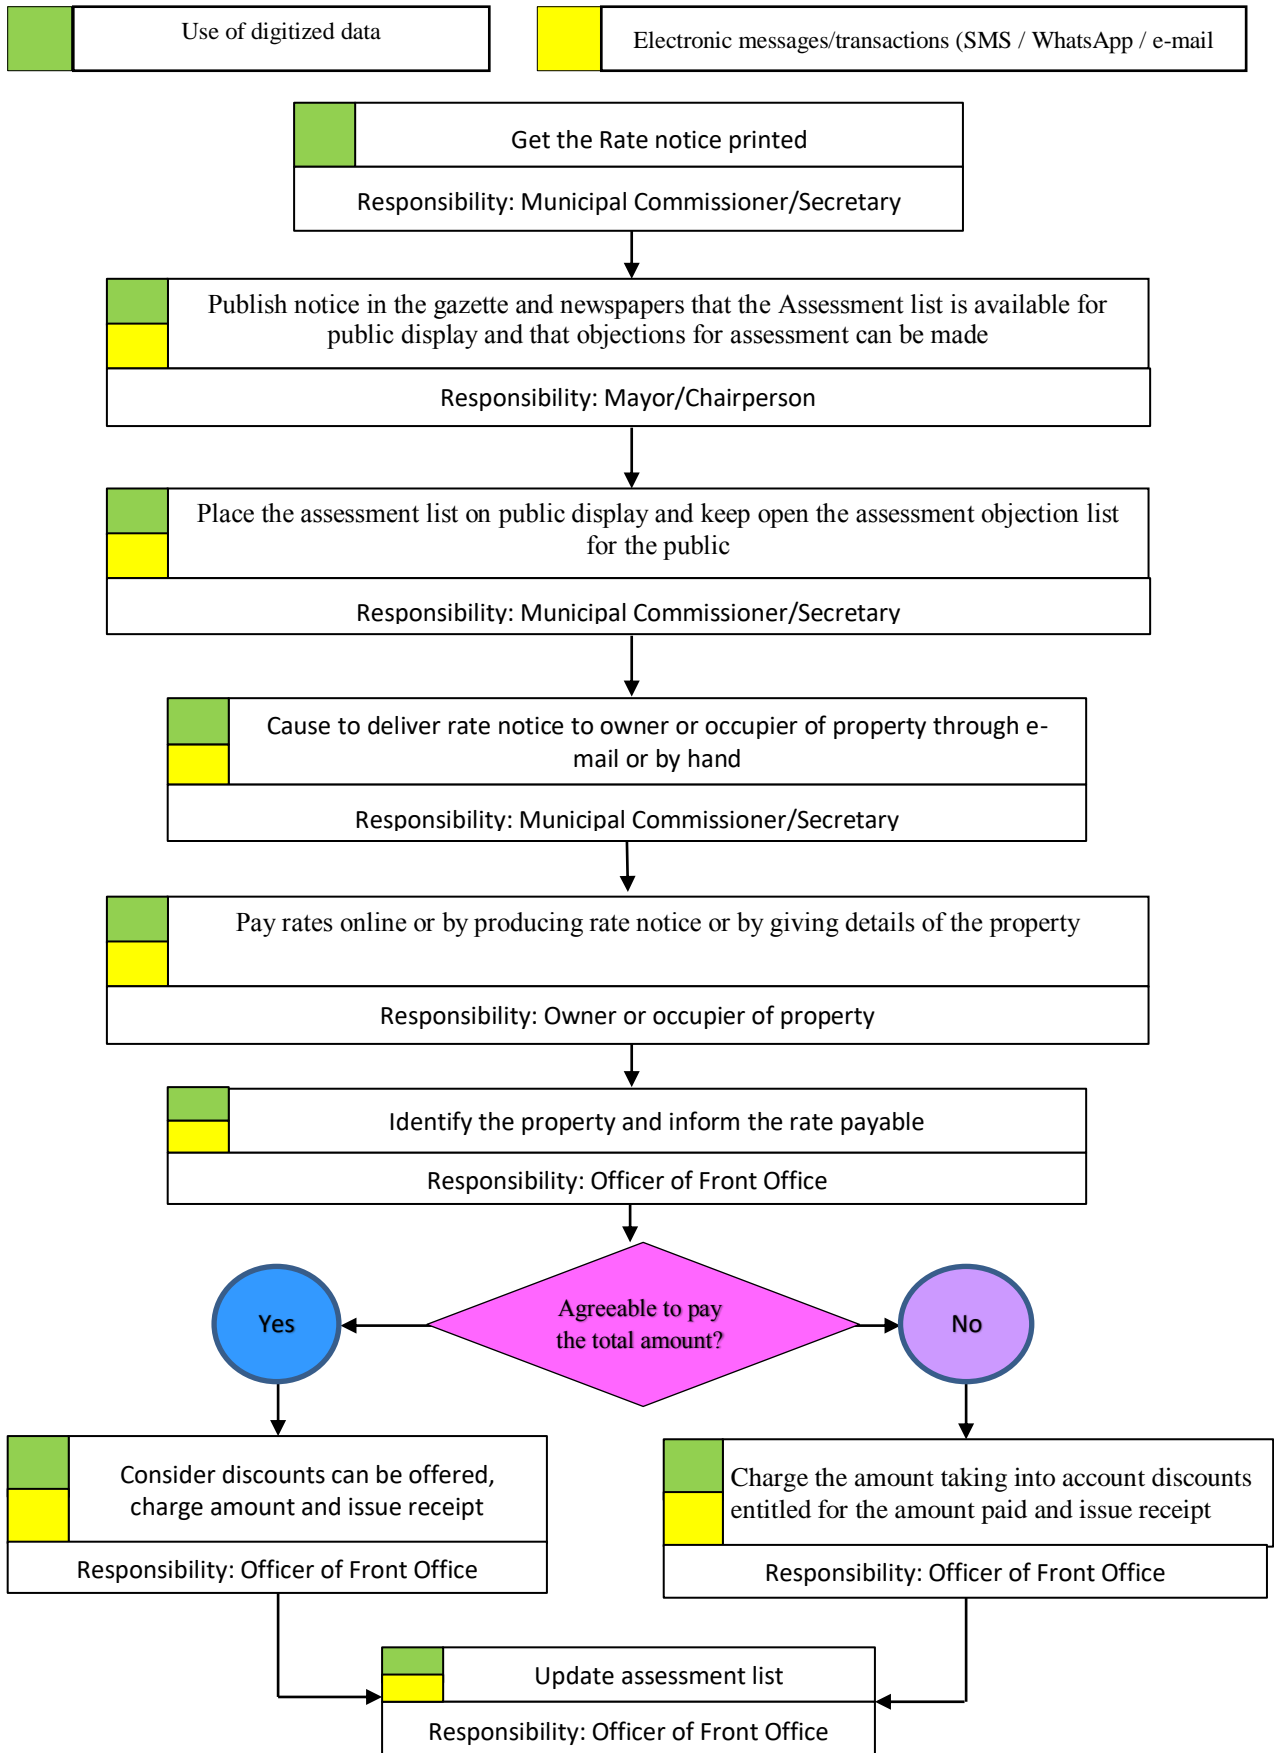 Use of digitized data
Electronic messages/transactions (SMS / WhatsApp / e-mail
Get the Rate notice printed
Responsibility: Municipal Commissioner/Secretary
Publish notice in the gazette and newspapers that the Assessment list is available for
public display and that objections for assessment can be made
Responsibility: Mayor/Chairperson
Place the assessment list on public display and keep open the assessment objection list
for the public
Responsibility: Municipal Commissioner/Secretary
Cause to deliver rate notice to owner or occupier of property through e-
mail or by hand
Responsibility: Municipal Commissioner/Secretary
Pay rates online or by producing rate notice or by giving details of the property
Responsibility: Owner or occupier of property
Identify the property and inform the rate payable
Responsibility: Officer of Front Office
Agreeable to pay
the total amount?
Yes
No
Consider discounts can be offered,
charge amount and issue receipt
Responsibility: Officer of Front Office
Charge the amount taking into account discounts
entitled for the amount paid and issue receipt
Responsibility: Officer of Front Office
Update assessment list
Responsibility: Officer of Front Office